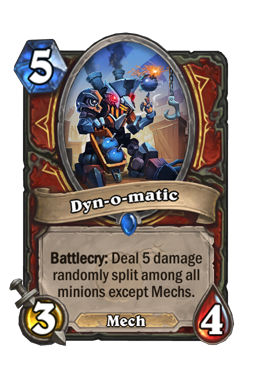 5
Dyn-o-matic
Battlecry: Deal 5 damage
randomly split among all
minions except Mechs.
3
Mech
4